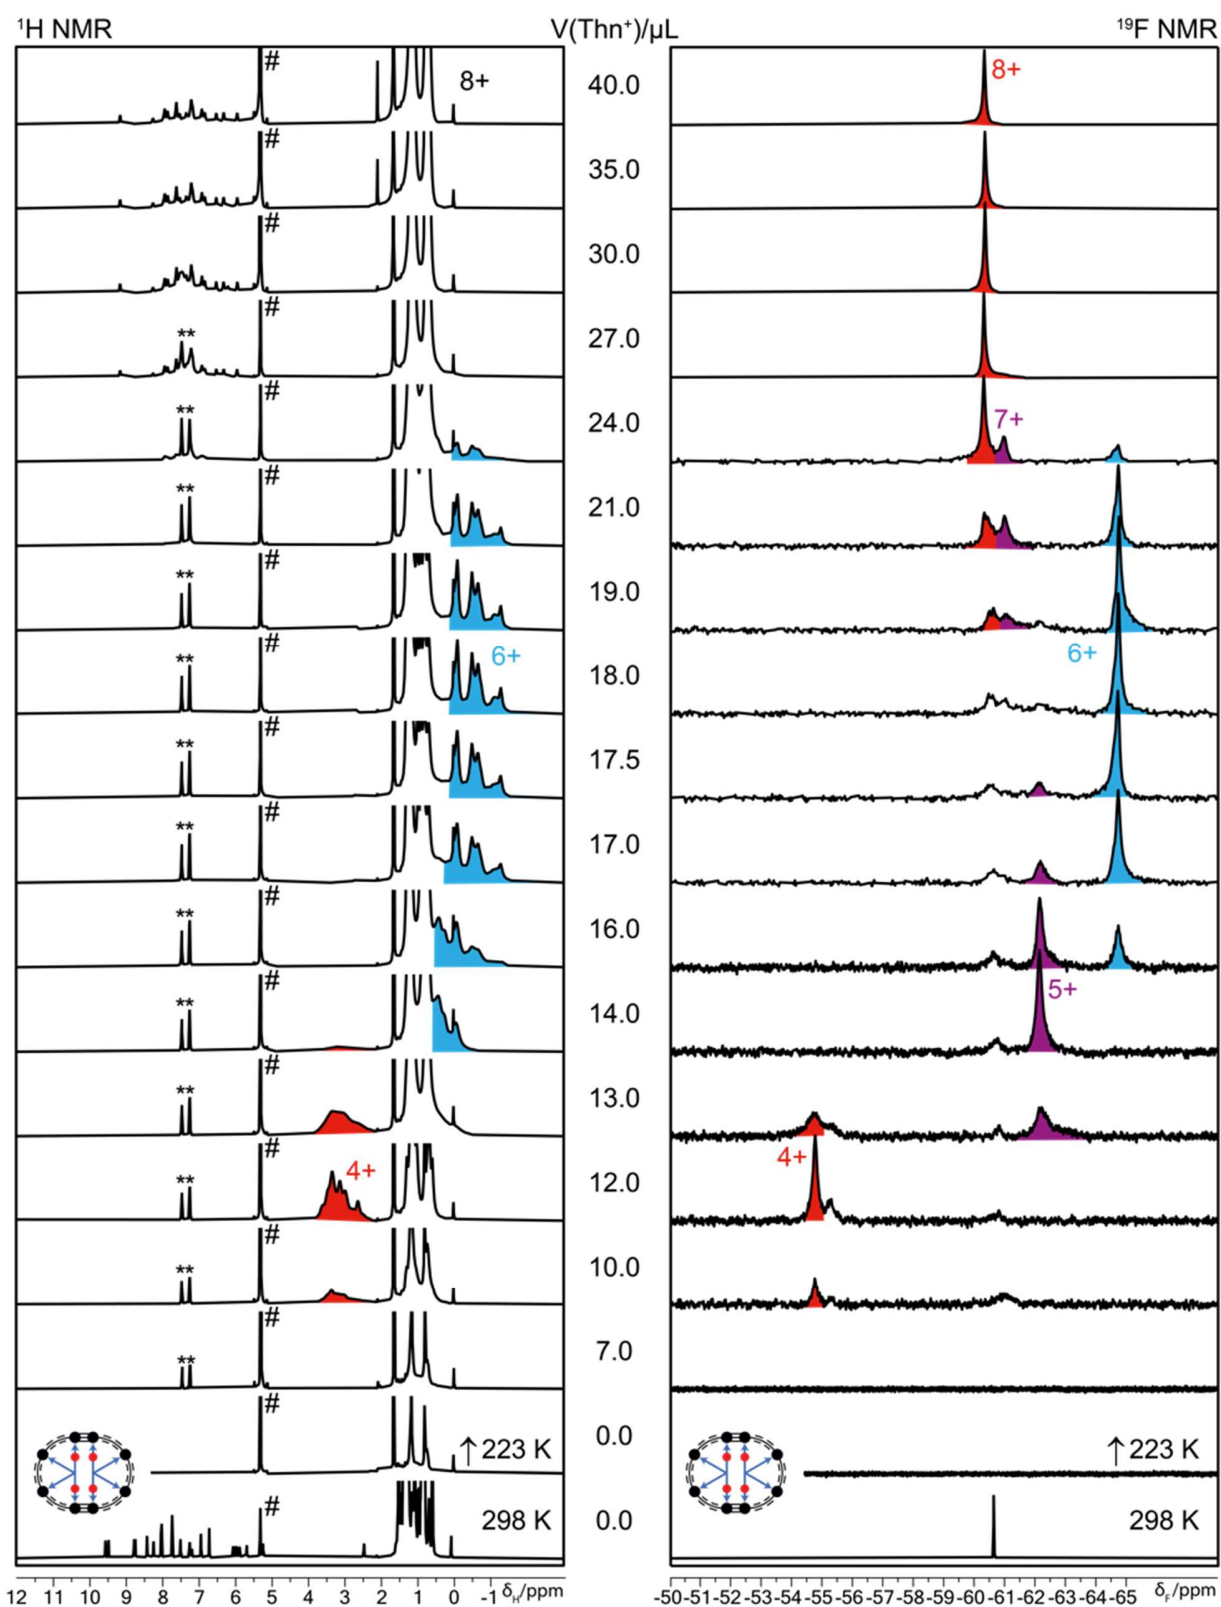 ¹H NMR V(Thn⁺)/µL ¹⁹F NMR
# 8+ 40.0 8+
# 35.0
# 30.0
# ** 27.0
# ** 24.0 7+
# ** 21.0
# ** 19.0
# ** 6+ 18.0 6+
# ** 17.5
# ** 17.0
# ** 16.0
# ** 14.0 5+
# ** 13.0
# ** 4+ 12.0 4+
# ** 10.0
# ** 7.0
# ↑223 K 0.0 ↑223 K
# 298 K 0.0 298 K
12 11 10 9 8 7 6 5 4 3 2 1 0 -1 δH/ppm -50 -51 -52 -53 -54 -55 -56 -57 -58 -59 -60 -61 -62 -63 -64 -65 δF/ppm